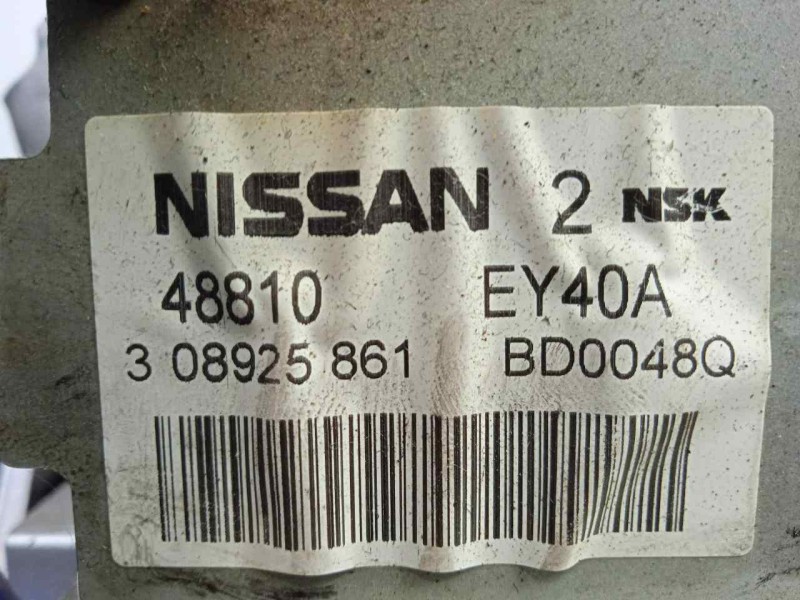 NISSAN 2 NSK
48810 EY40A
3 08925 861 BD0048Q